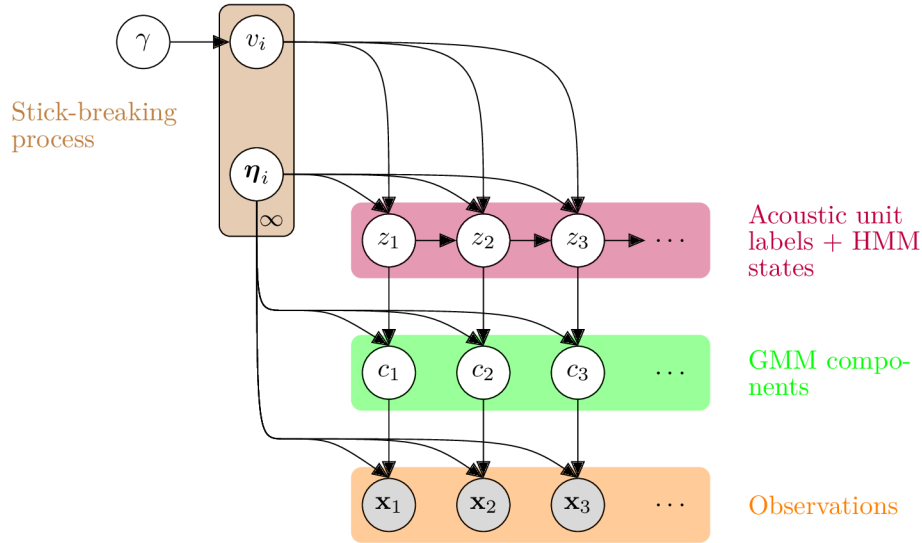 γ
v_i
Stick-breaking
process
η_i
∞
z_1 z_2 z_3 ···
Acoustic unit
labels + HMM
states
c_1 c_2 c_3 ···
GMM compo-
nents
x_1 x_2 x_3 ···
Observations